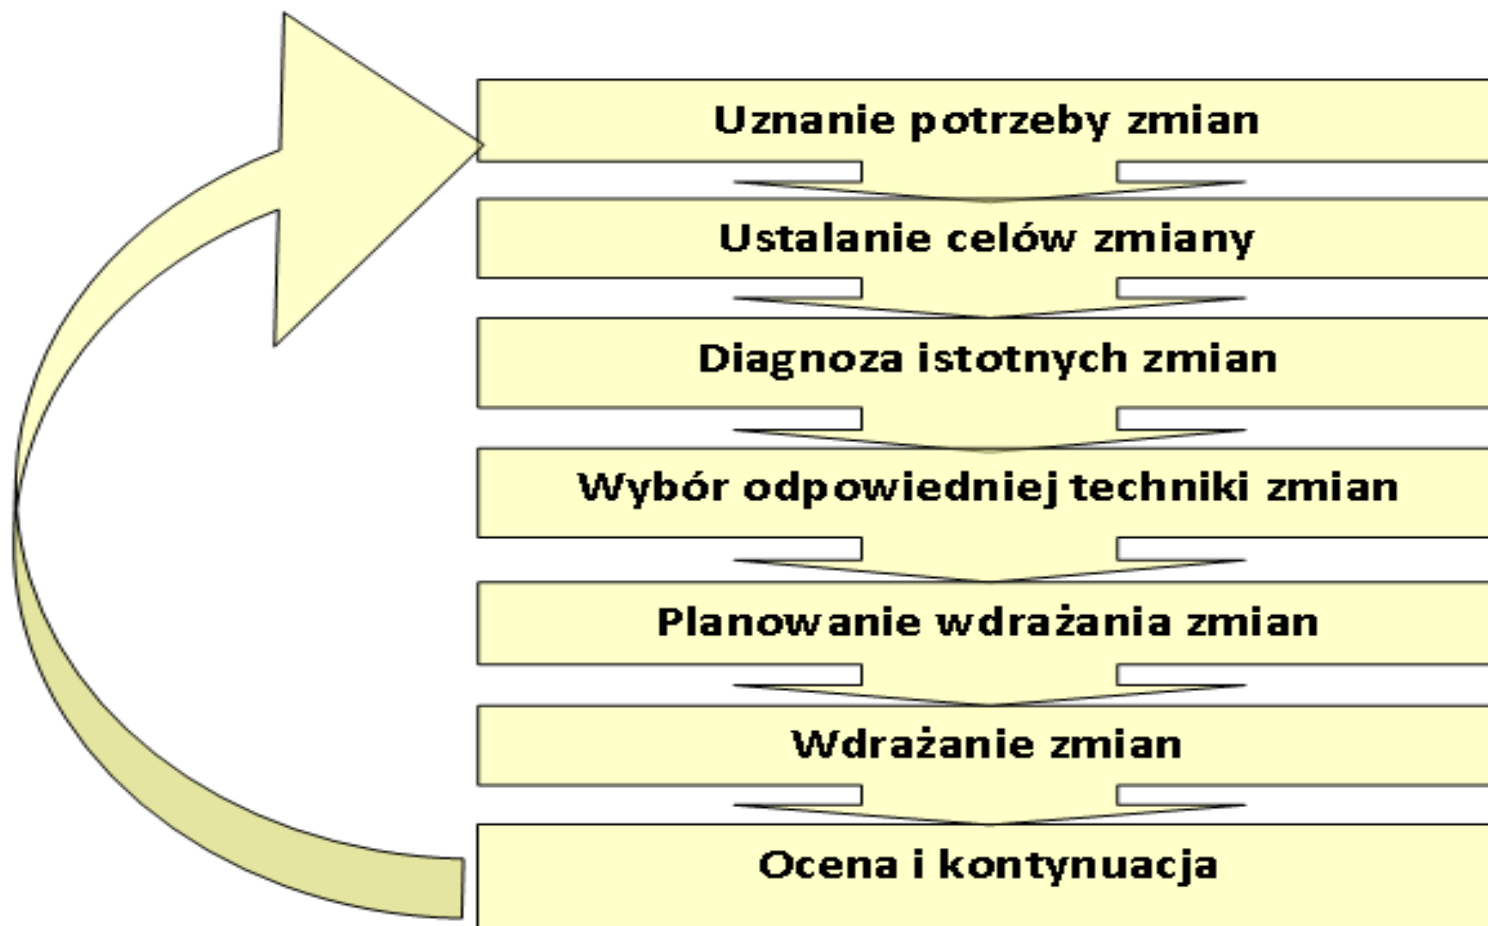 Uznanie potrzeby zmian
Ustalanie celów zmiany
Diagnoza istotnych zmian
Wybór odpowiedniej techniki zmian
Planowanie wdrażania zmian
Wdrażanie zmian
Ocena i kontynuacja